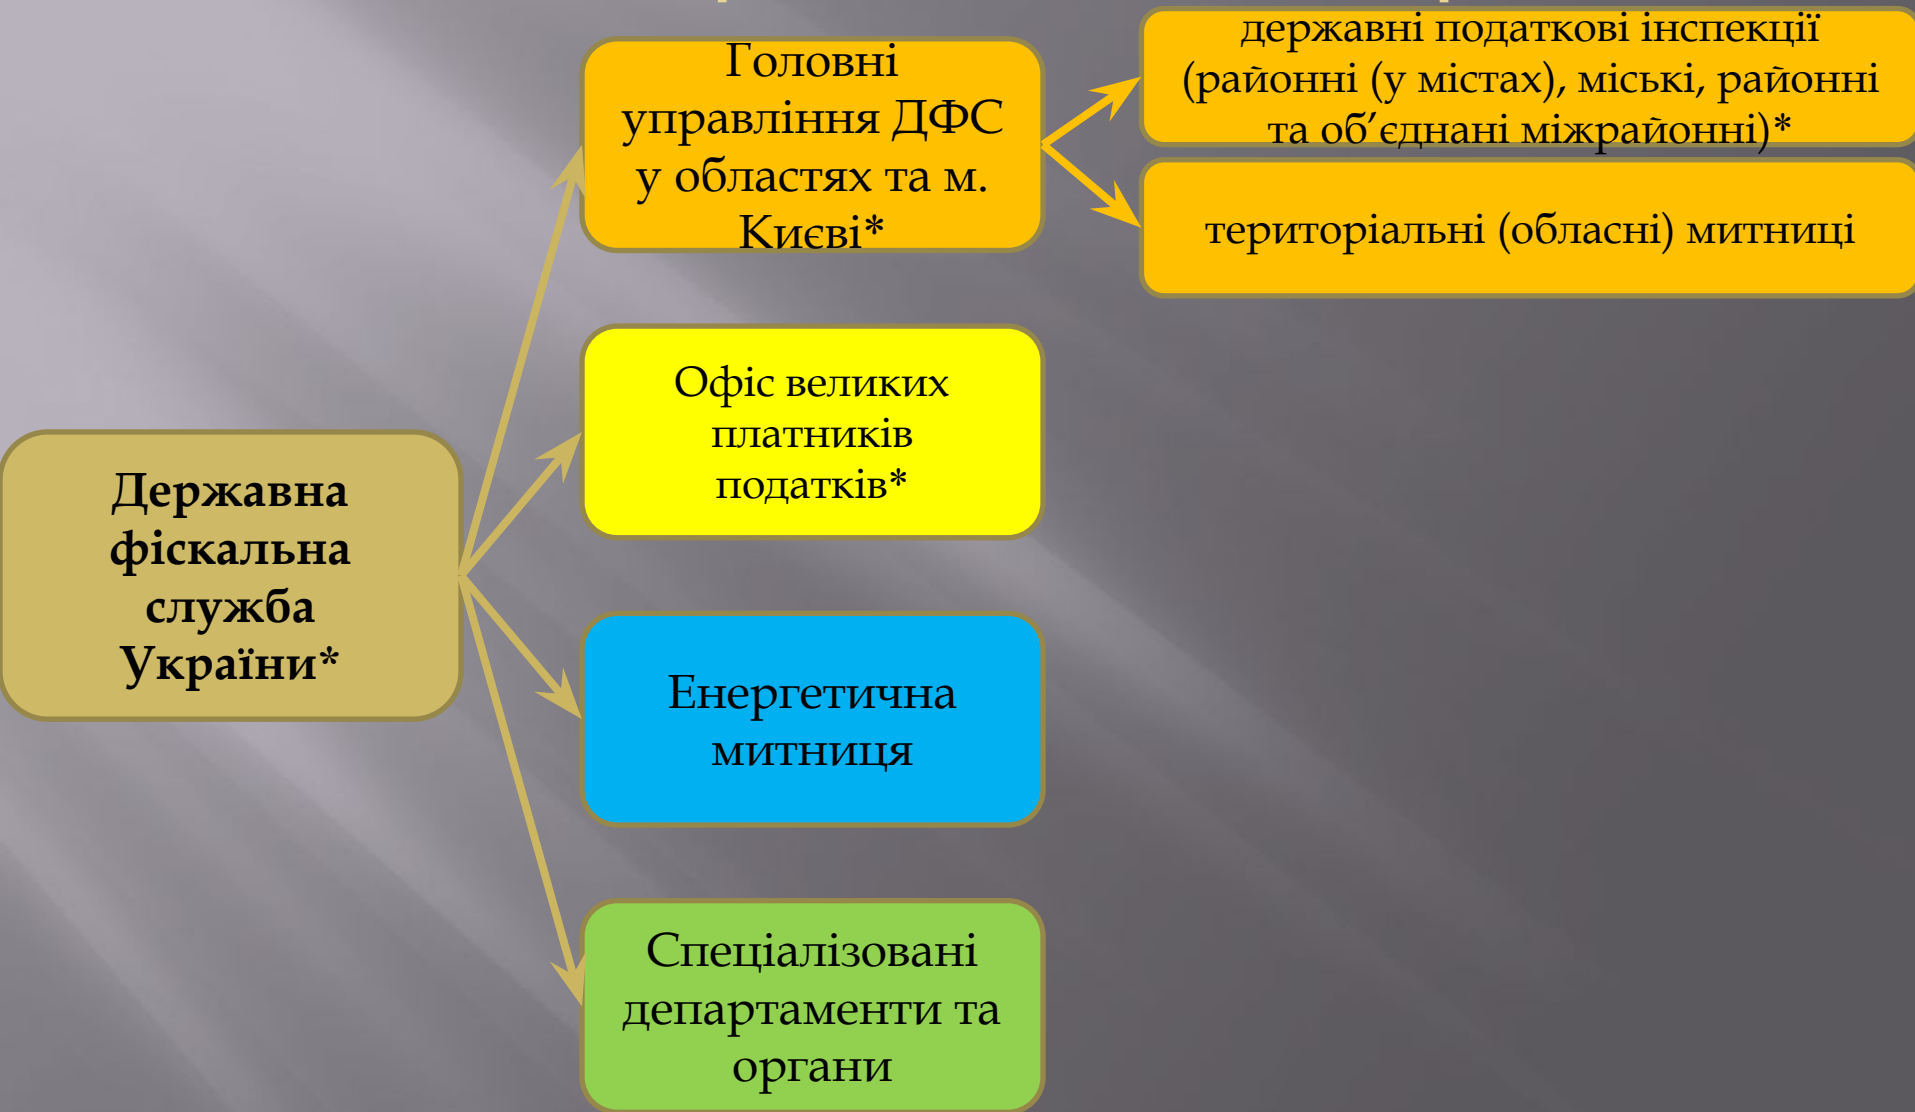 Головні
управління ДФС
у областях та м.
Києві*
державні податкові інспекції
(районні (у містах), міські, районні
та об’єднані міжрайонні)*
територіальні (обласні) митниці
Офіс великих
платників
податків*
Державна
фіскальна
служба
України*
Енергетична
митниця
Спеціалізовані
департаменти та
органи